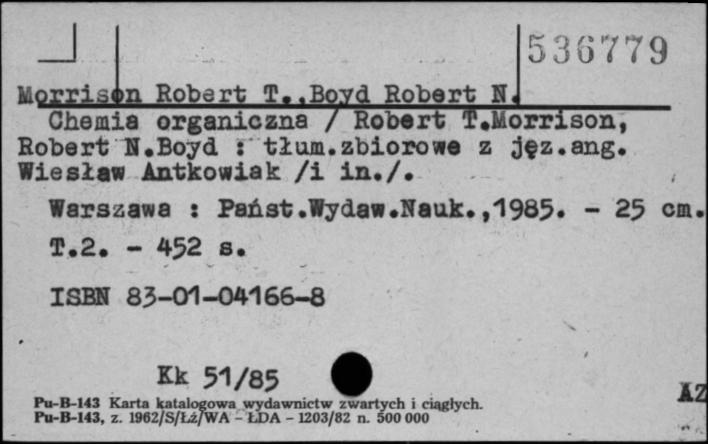 536779
Morrison Robert T.,Boyd Robert N.
Chemia organiczna / Robert T.Morrison,
Robert N.Boyd : tłum.zbiorowe z jęz.ang.
Wiesław Antkowiak /i in./.
Warszawa : Państ.Wydaw.Nauk.,1985. - 25 cm.
T.2. - 452 s.
ISBN 83-01-04166-8
Kk 51/85
AZ
Pu-B-143 Karta katalogowa wydawnictw zwartych i ciągłych.
Pu-B-143, z. 1962/S/Łź/WA - ŁDA - 1203/82 n. 500 000